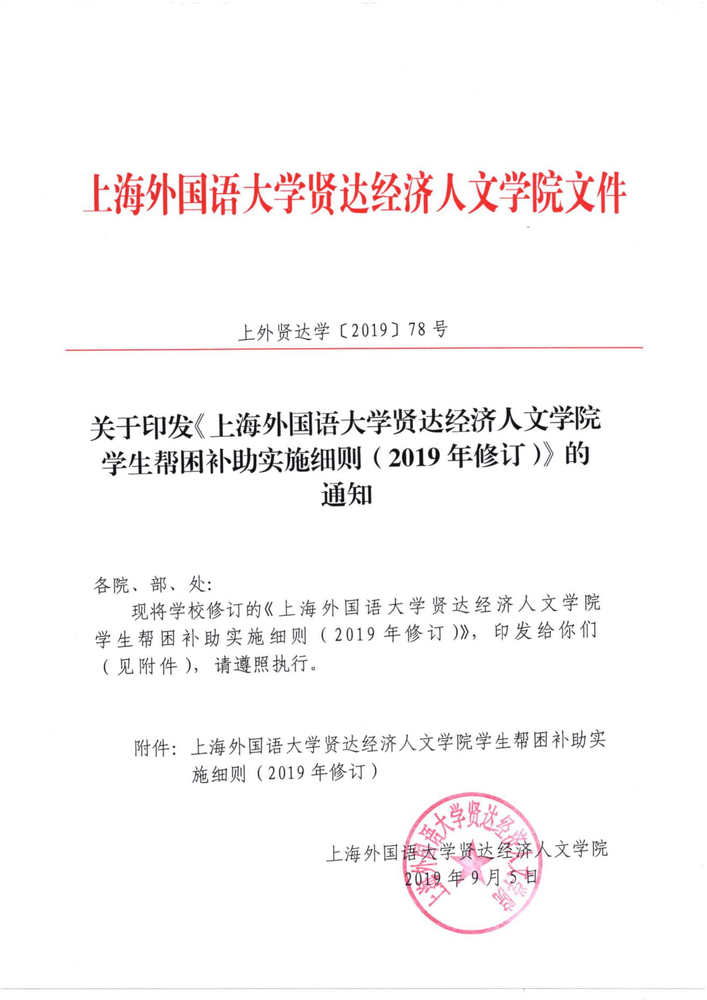 上海外国语大学贤达经济人文学院文件
上外贤达学〔2019〕78 号
关于印发《上海外国语大学贤达经济人文学院
学生帮困补助实施细则（2019 年修订）》的
通知
各院、部、处：
现将学校修订的《上海外国语大学贤达经济人文学院
学生帮困补助实施细则（2019 年修订）》，印发给你们
（见附件），请遵照执行。
附件：上海外国语大学贤达经济人文学院学生帮困补助实
施细则（2019 年修订）
上海外国语大学贤达经济人文学院
2019 年 9 月 5 日
上海外国语大学贤达经济人文学院